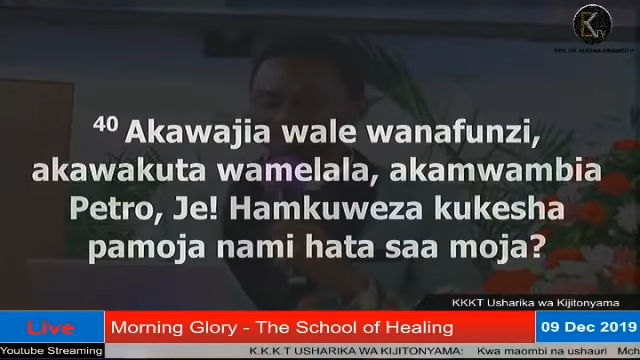 40 Akawajia wale wanafunzi,
akawakuta wamelala, akamwambia
Petro, Je! Hamkuweza kukesha
pamoja nami hata saa moja?
KKKT Usharika wa Kijitonyama
Live
Morning Glory - The School of Healing
09 Dec 2019
Youtube Streaming
K.K.K.T USHARIKA WA KIJITONYAMA: Kwa maombi na ushauri Mch